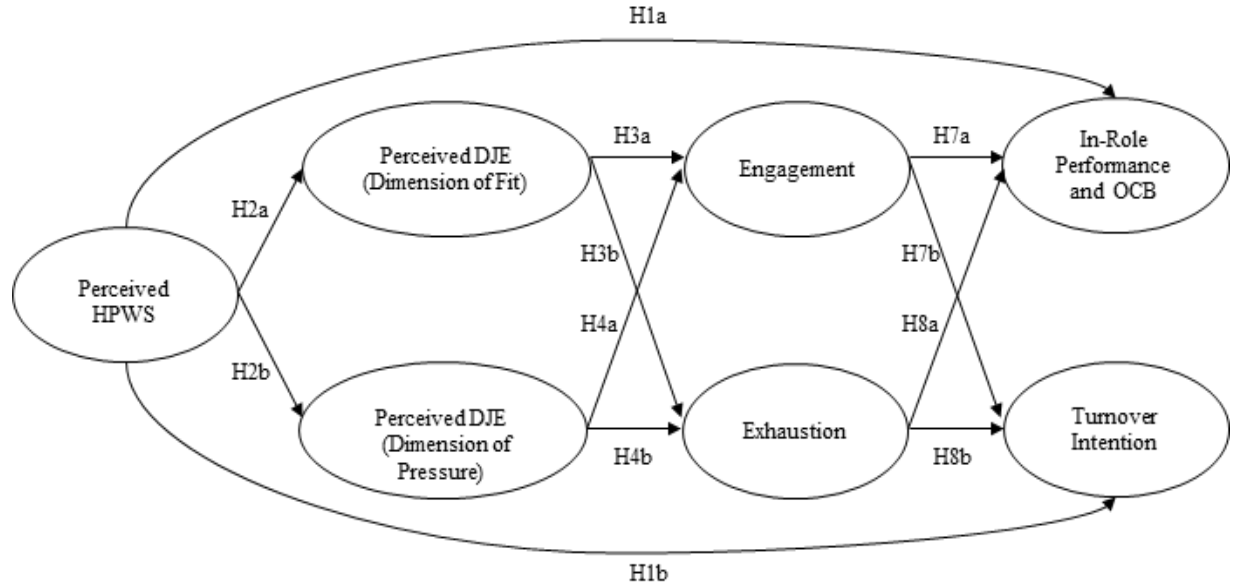 H1a
H3a
H7a
Perceived DJE
(Dimension of Fit)
Engagement
In-Role
Performance
and OCB
H2a
H3b
H7b
Perceived
HPWS
H4a
H8a
H2b
Perceived DJE
(Dimension of
Pressure)
Exhaustion
Turnover
Intention
H4b
H8b
H1b